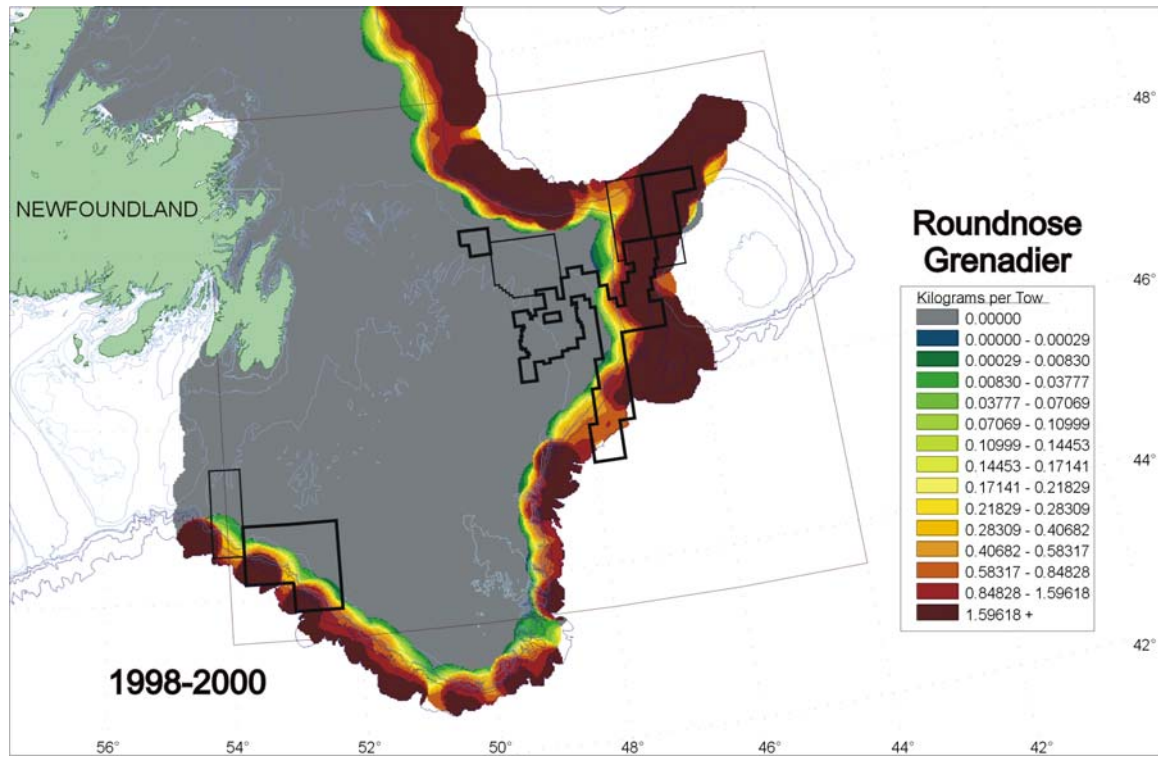 NEWFOUNDLAND
Roundnose
Grenadier
Kilograms per Tow
0.00000
0.00000 - 0.00029
0.00029 - 0.00830
0.00830 - 0.03777
0.03777 - 0.07069
0.07069 - 0.10999
0.10999 - 0.14453
0.14453 - 0.17141
0.17141 - 0.21829
0.21829 - 0.28309
0.28309 - 0.40682
0.40682 - 0.58317
0.58317 - 0.84828
0.84828 - 1.59618
1.59618 +
48°
46°
44°
42°
1998-2000
56°
54°
52°
50°
48°
46°
44°
42°